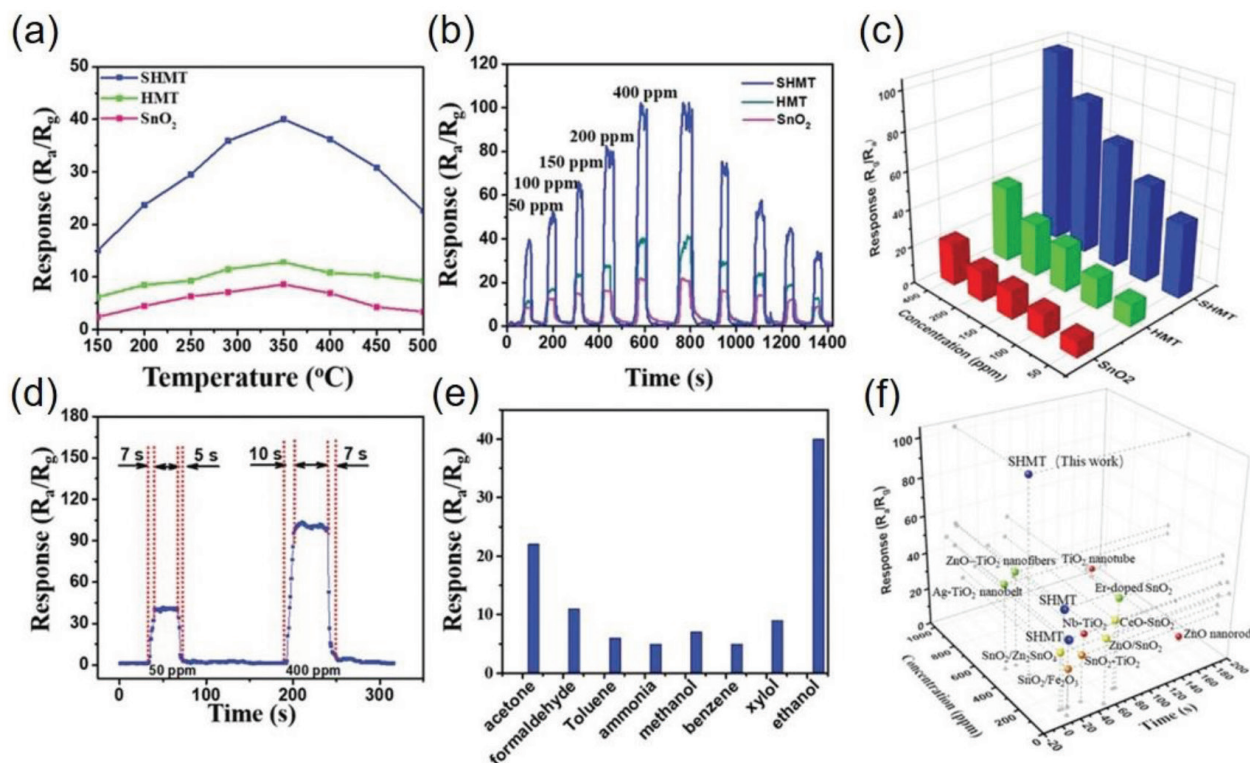 (a)
Response (Ra/Rg)
50
40
30
20
10
0
SHMT
HMT
SnO2
150 200 250 300 350 400 450 500
Temperature (oC)
(b)
Response (Ra/Rg)
120
100
80
60
40
20
0
400 ppm
200 ppm
150 ppm
100 ppm
50 ppm
SHMT
HMT
SnO2
0 200 400 600 800 1000 1200 1400
Time (s)
(c)
Response (Rg/Ra)
100
80
60
40
20
0
400
200
150
100
50
Concentration (ppm)
SnO2
HMT
SHMT
(d)
Response (Ra/Rg)
180
150
120
90
60
30
0
7 s 5 s 10 s 7 s
50 ppm 400 ppm
0 100 200 300
Time (s)
(e)
Response (Ra/Rg)
40
30
20
10
0
acetone
formaldehyde
Toluene
ammonia
methanol
benzene
xylol
ethanol
(f)
Response (Ra/Rg)
100
80
60
40
20
0
SHMT (This work)
ZnO–TiO2 nanofibers
TiO2 nanotube
Ag-TiO2 nanobelt
Er-doped SnO2
SHMT
Nb-TiO2
CeO-SnO2
SHMT
ZnO/SnO2
ZnO nanorod
SnO2/Zn2SnO4
SnO2-TiO2
SnO2/Fe2O3
1000
800
600
400
200
0
Concentration (ppm)
-20 0 20 40 60 80 100 120 140 160 180 200
Time (s)